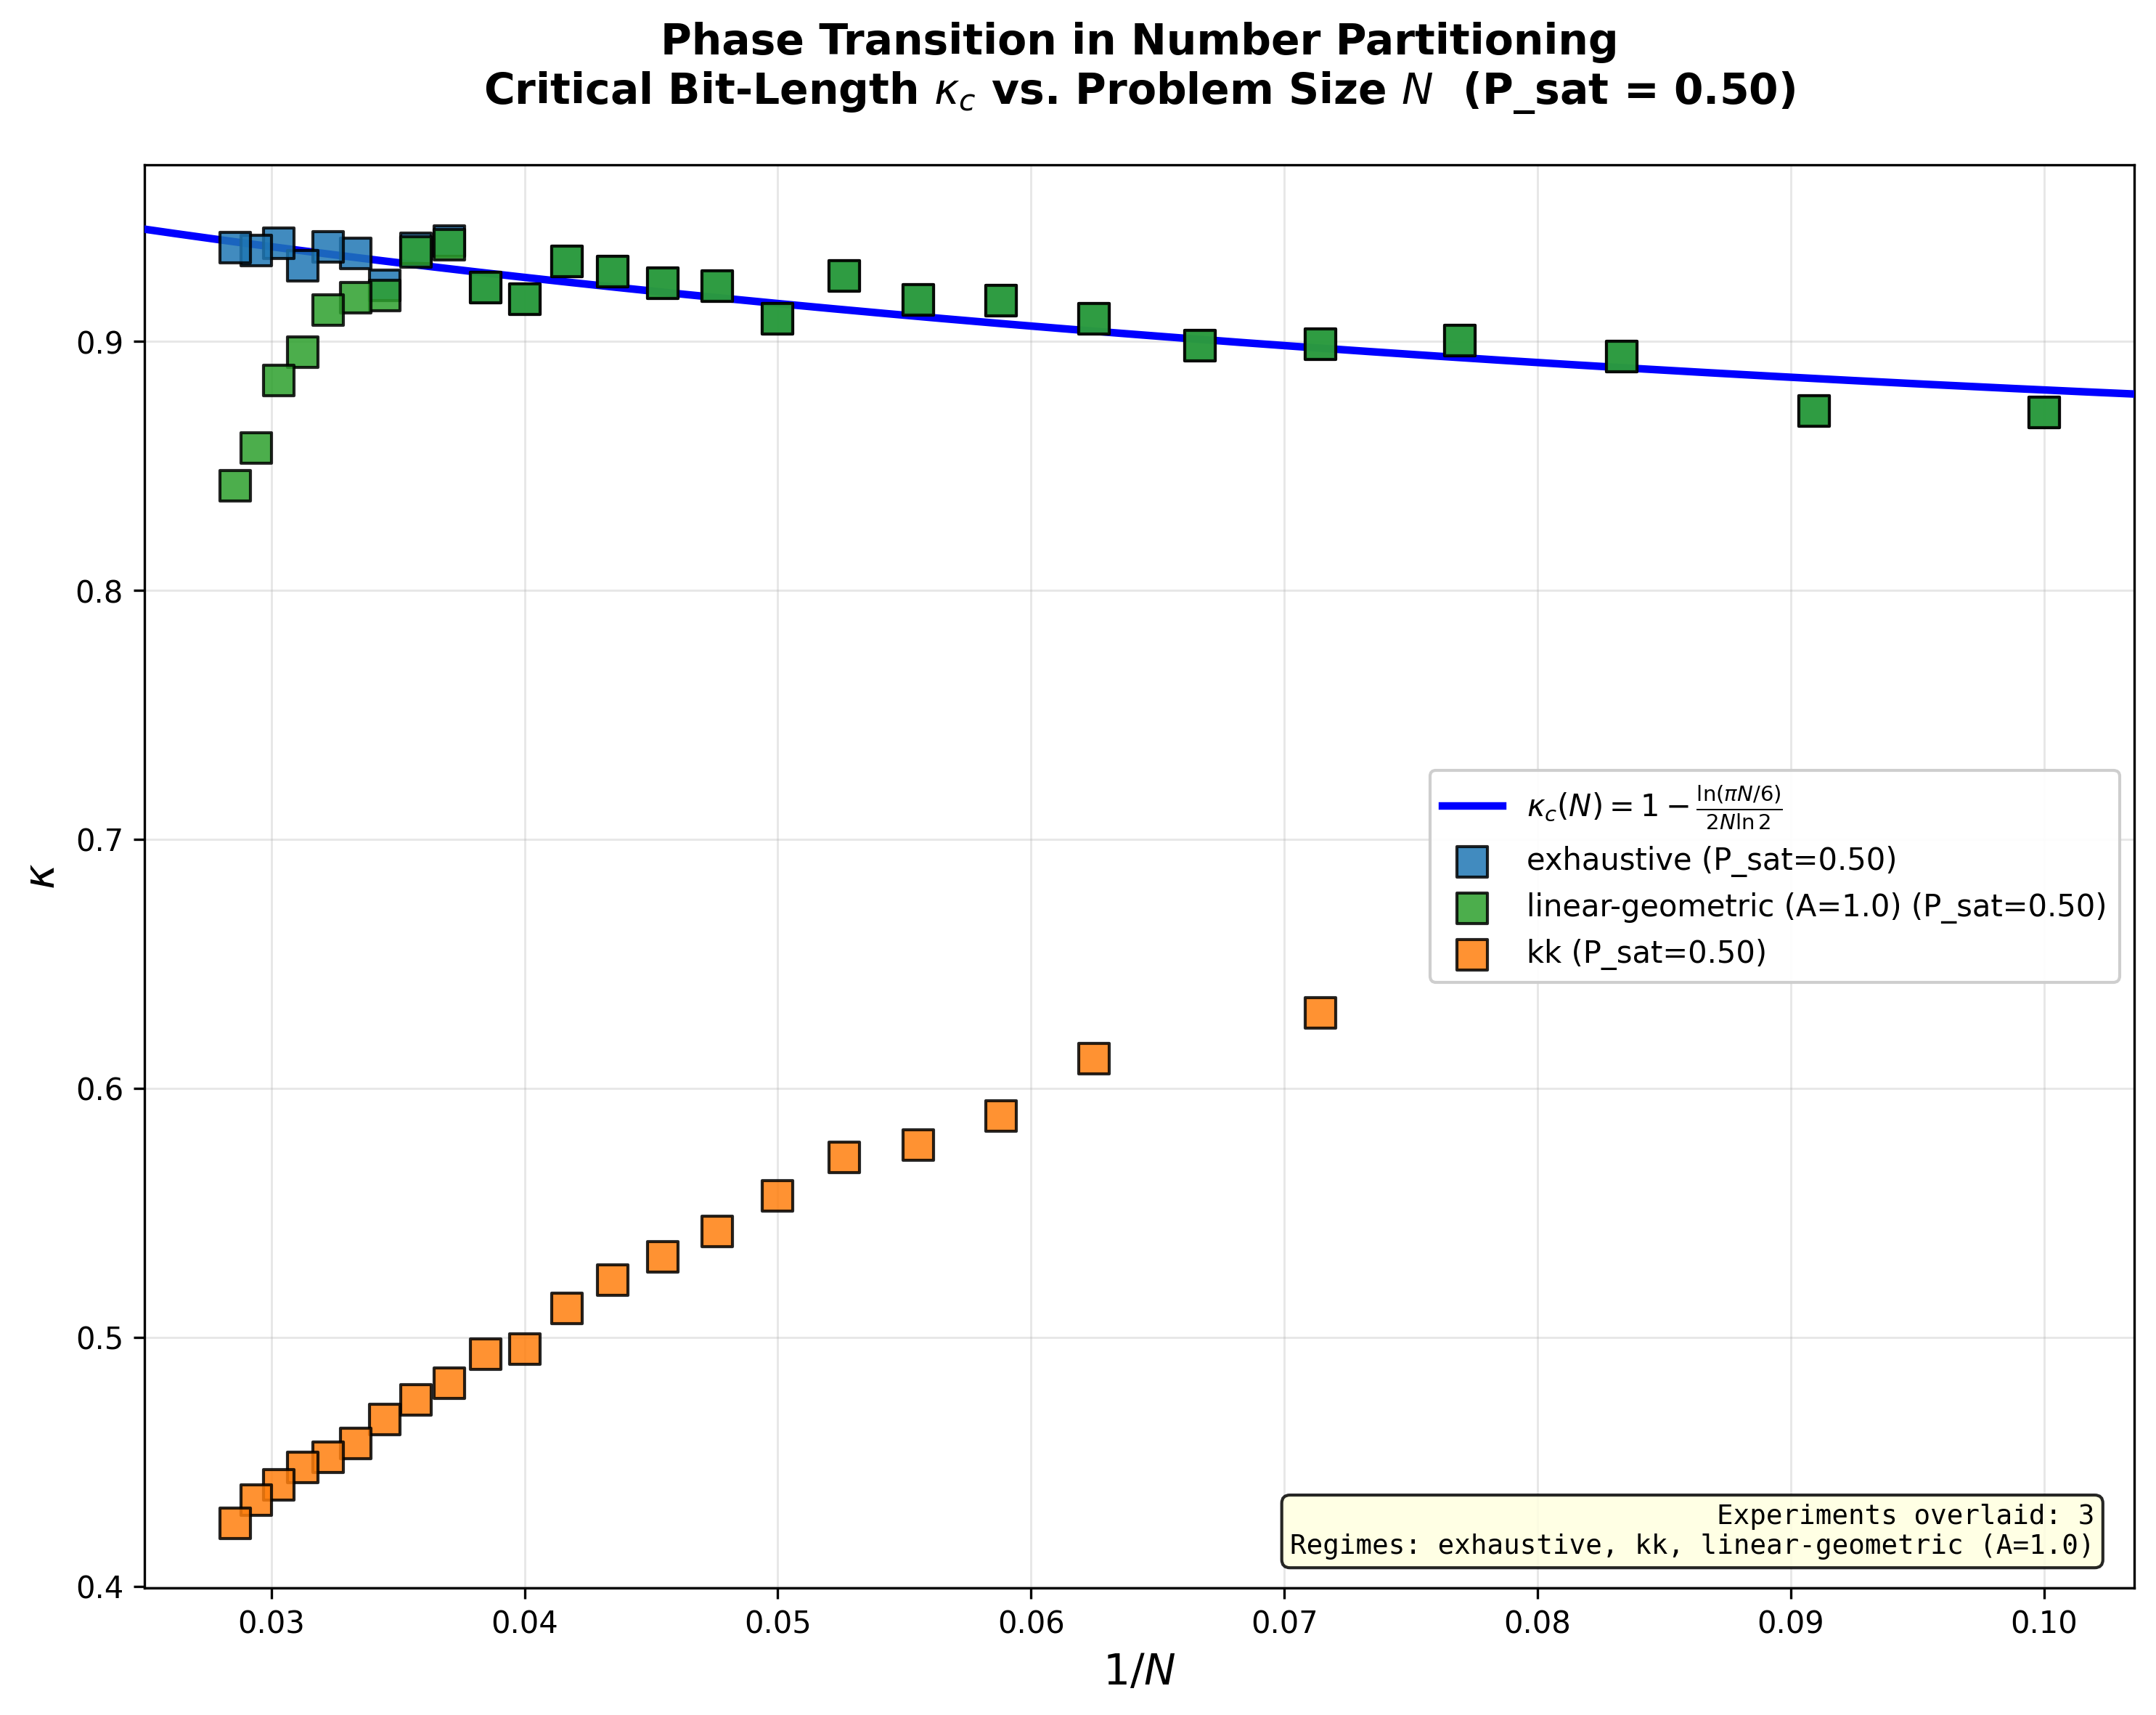 Phase Transition in Number Partitioning
Critical Bit-Length κ_c vs. Problem Size N (P_sat = 0.50)
κ
0.9
0.8
0.7
0.6
0.5
0.4
κ_c(N) = 1 − ln(πN/6) / 2N ln 2
exhaustive (P_sat=0.50)
linear-geometric (A=1.0) (P_sat=0.50)
kk (P_sat=0.50)
Experiments overlaid: 3
Regimes: exhaustive, kk, linear-geometric (A=1.0)
0.03 0.04 0.05 0.06 0.07 0.08 0.09 0.10
1/N